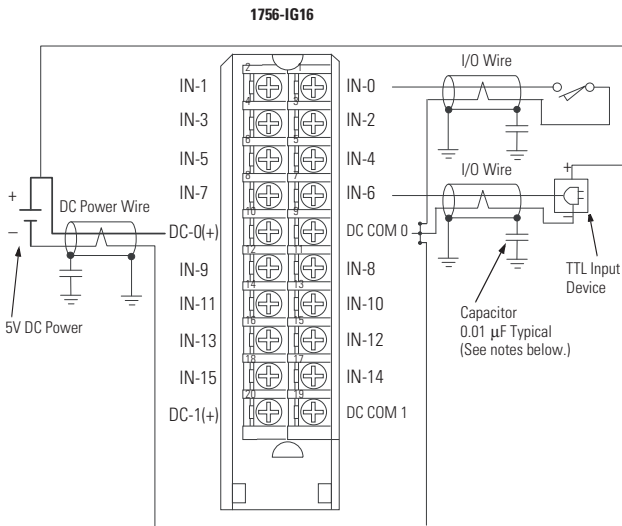 1756-IG16
I/O Wire
2 1
IN-1 IN-0
4 3
IN-3 IN-2
6 5
IN-5 IN-4
I/O Wire
8 7
IN-7 IN-6
+
+
DC Power Wire
10 9
–
DC-0(+) DC COM 0
–
12 11
IN-9 IN-8
TTL Input
Device
14 13
IN-11 IN-10
5V DC Power
Capacitor
0.01 µF Typical
(See notes below.)
16 15
IN-13 IN-12
18 17
IN-15 IN-14
20 19
DC-1(+) DC COM 1